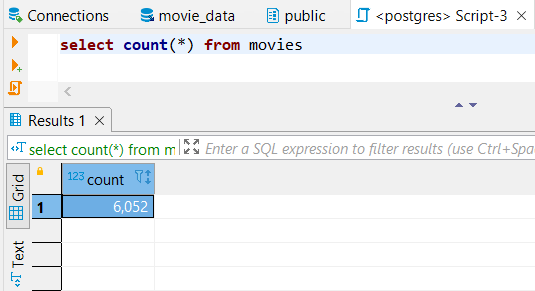 Connections
movie_data
public
<postgres> Script-3
select count(*) from movies
Results 1
select count(*) from m
Enter a SQL expression to filter results (use Ctrl+Spa
Grid
123 count
1
6,052
Text